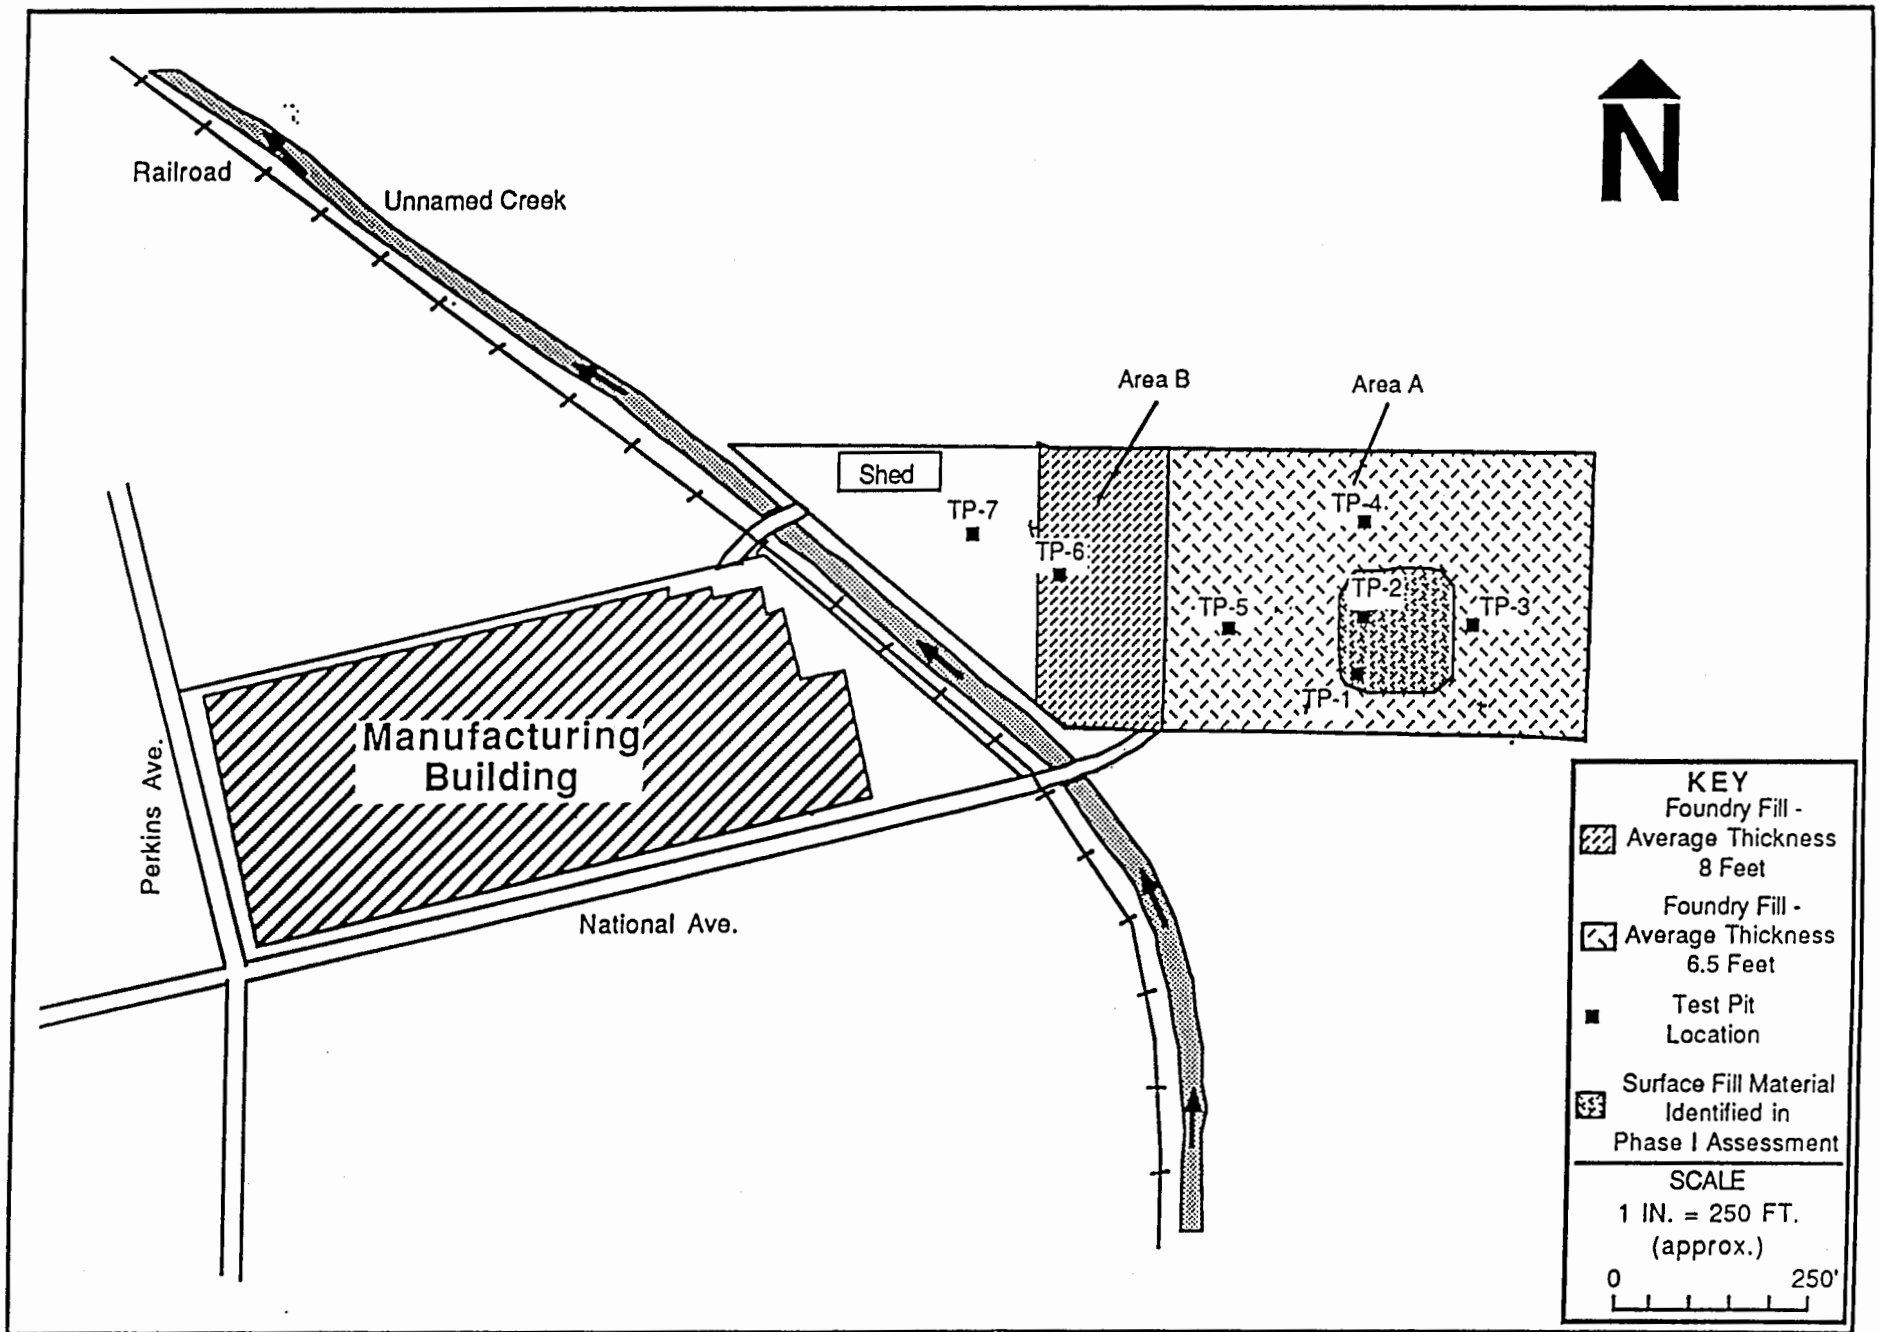 N
Railroad
Unnamed Creek
Area B
Area A
Shed
TP-7
TP-4
TP-6
TP-2
TP-5
TP-3
TP-1
Manufacturing
Building
Perkins Ave.
National Ave.
KEY
Foundry Fill -
Average Thickness
8 Feet
Foundry Fill -
Average Thickness
6.5 Feet
Test Pit
Location
Surface Fill Material
Identified in
Phase I Assessment
SCALE
1 IN. = 250 FT.
(approx.)
0 250'